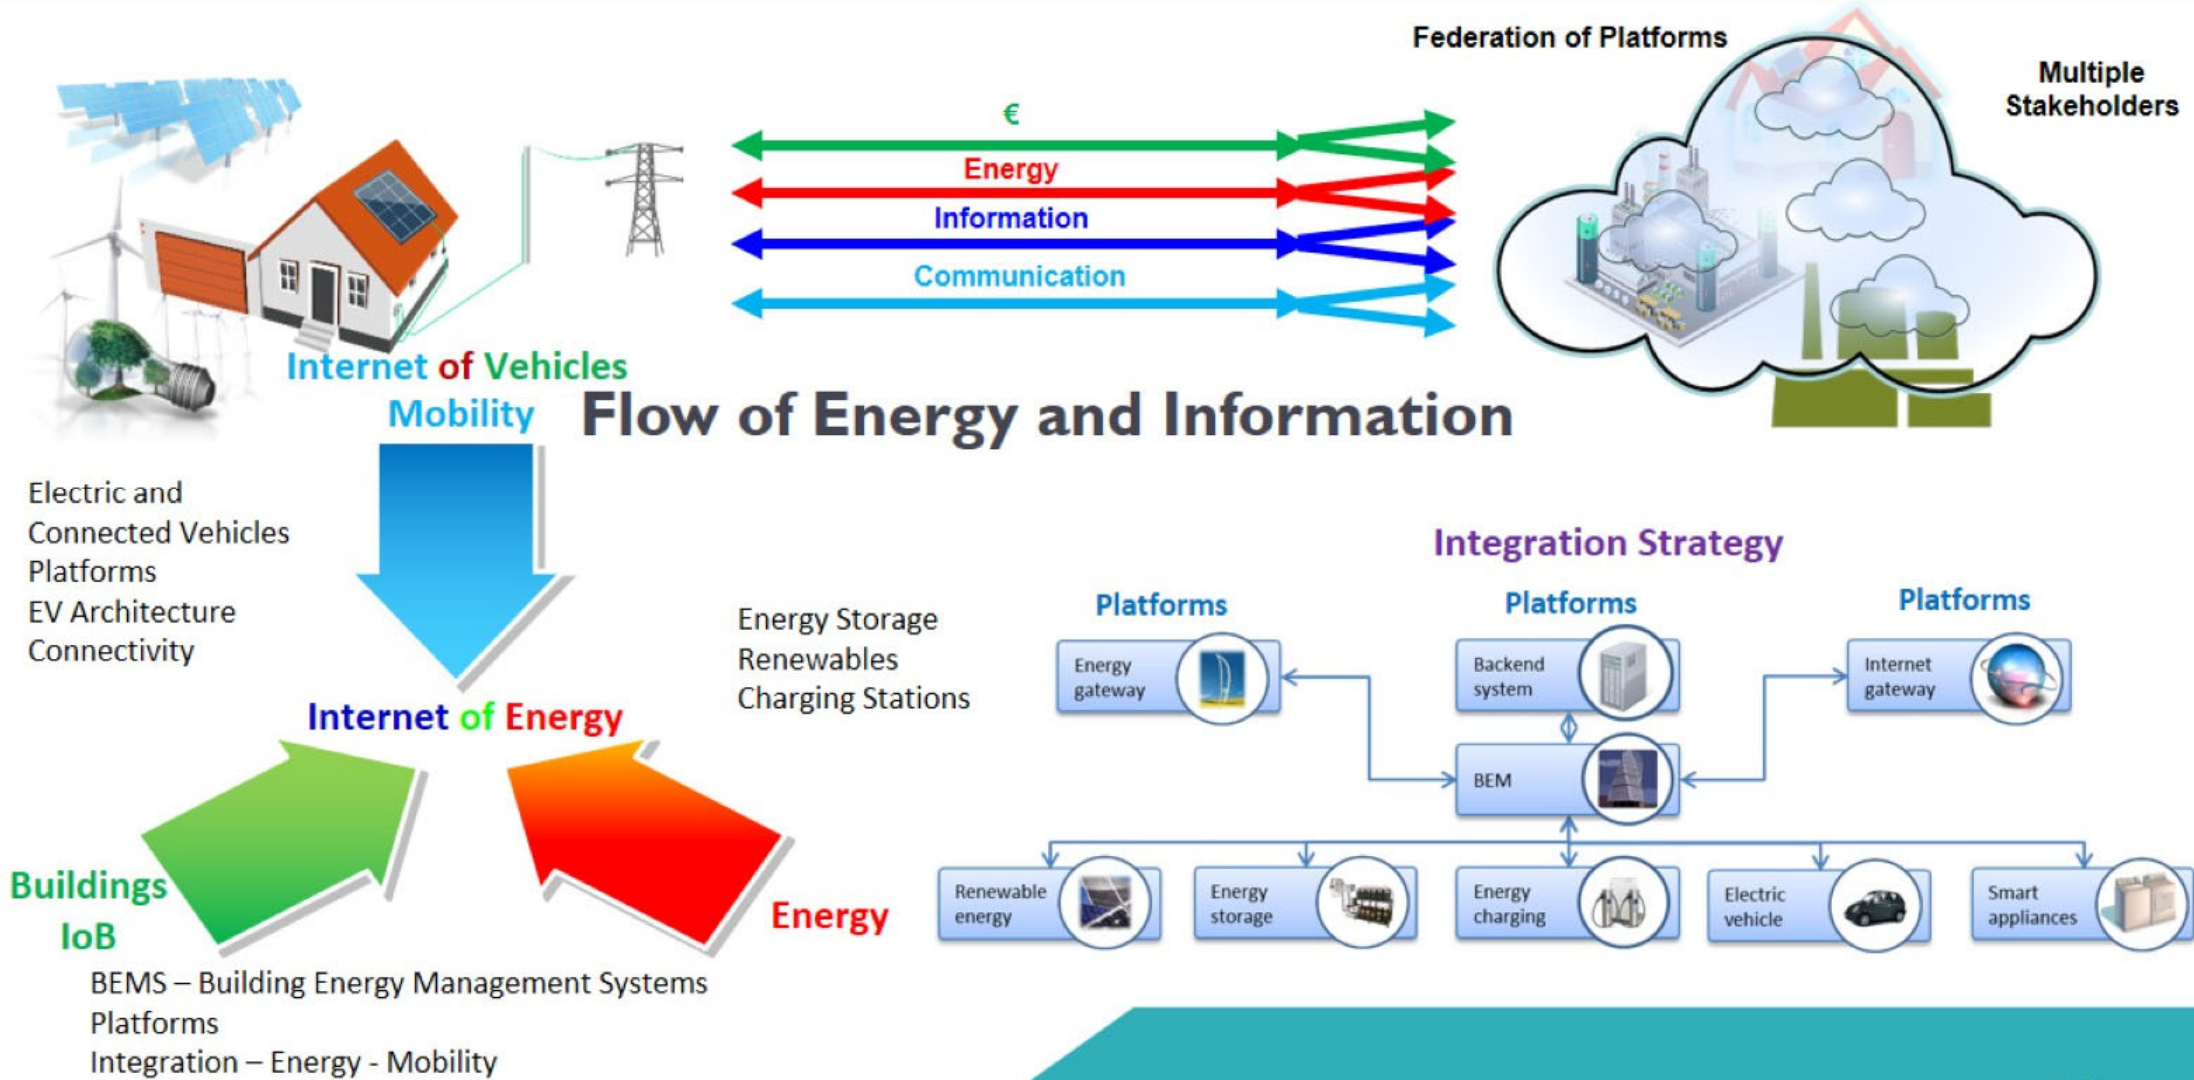 Federation of Platforms
Multiple
Stakeholders
€
Energy
Information
Communication
Internet of Vehicles
Mobility
Flow of Energy and Information
Electric and
Connected Vehicles
Platforms
EV Architecture
Connectivity
Internet of Energy
Energy Storage
Renewables
Charging Stations
Buildings
IoB
Energy
BEMS – Building Energy Management Systems
Platforms
Integration – Energy - Mobility
Integration Strategy
Platforms
Platforms
Platforms
Energy
gateway
Backend
system
Internet
gateway
BEM
Renewable
energy
Energy
storage
Energy
charging
Electric
vehicle
Smart
appliances